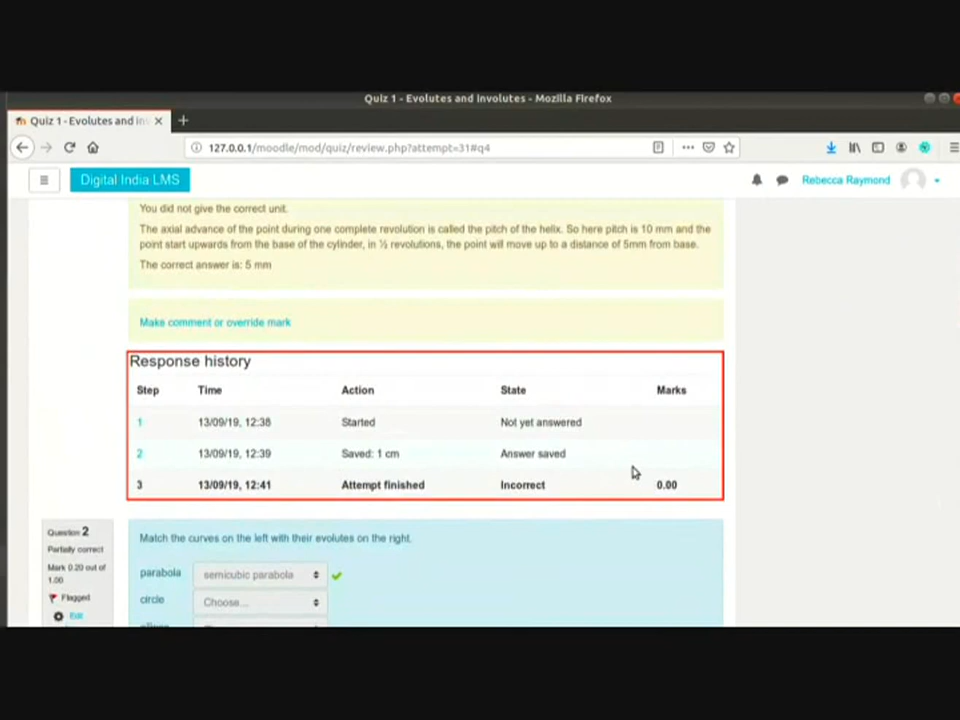 Quiz 1 - Evolutes and Involutes - Mozilla Firefox
Quiz 1 - Evolutes and Inv
127.0.0.1/moodle/mod/quiz/review.php?attempt=31#q4
Digital India LMS
Rebecca Raymond
You did not give the correct unit.
The axial advance of the point during one complete revolution is called the pitch of the helix. So here pitch is 10 mm and the
point start upwards from the base of the cylinder, in ½ revolutions, the point will move up to a distance of 5mm from base.
The correct answer is: 5 mm
Make comment or override mark
Response history
Step Time Action State Marks
1 13/09/19, 12:38 Started Not yet answered
2 13/09/19, 12:39 Saved: 1 cm Answer saved
3 13/09/19, 12:41 Attempt finished Incorrect 0.00
Question 2
Partially correct
Mark 0.20 out of
1.00
Flagged
Edit
Match the curves on the left with their evolutes on the right.
parabola semicubic parabola
circle Choose...